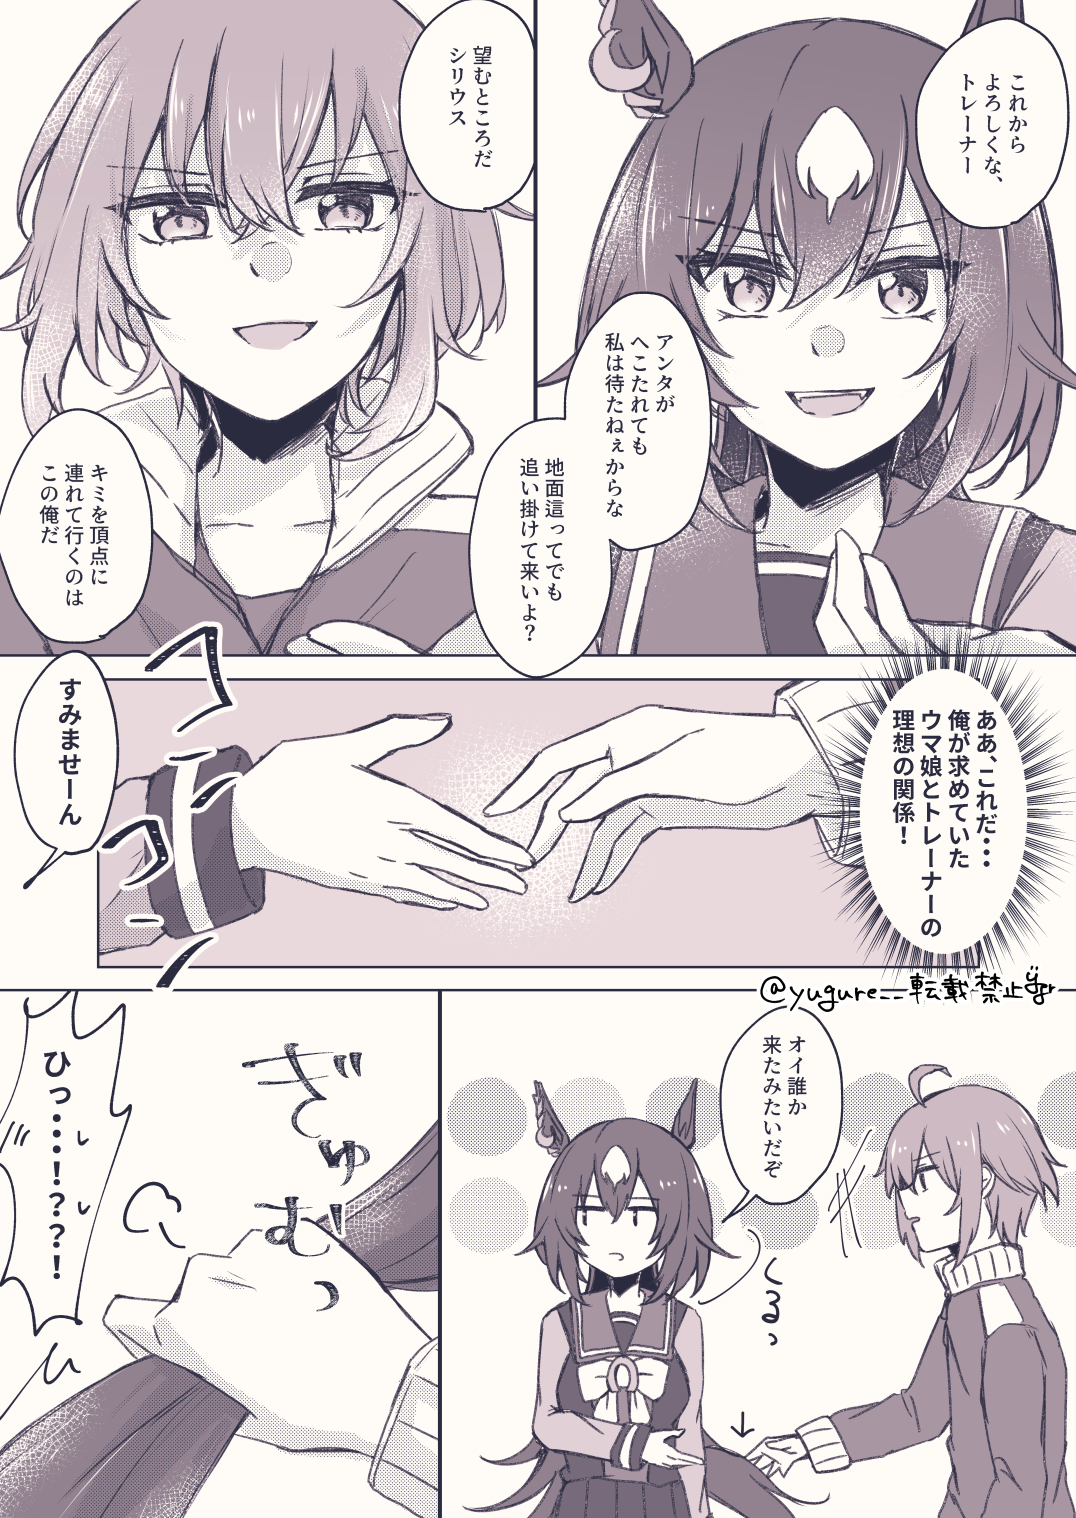 これから
よろしくな、
トレーナー
アンタが
へこたれても
私は待たねぇからな
地面這ってでも
追い掛けて来いよ？
望むところだ
シリウス
キミを頂点に
連れて行くのは
この俺だ
ああ、これだ・・・
俺が求めていた
ウマ娘とトレーナーの
理想の関係！
すみませーん
コンコン
@yugure__転載禁止
オイ誰か
来たみたいだぞ
くるっ
ぎゅむ
ひっ・・・！？？！